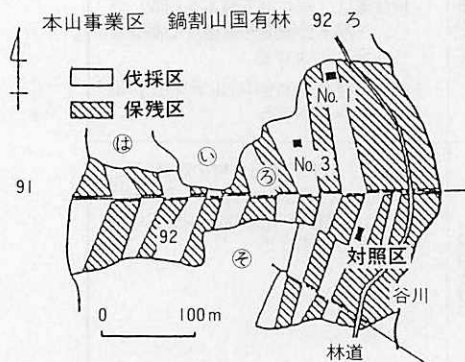 本山事業区 鍋割山国有林 92 ろ
伐採区
保残区
No. 1
は
い
ろ
No. 3
91
92
そ
対照区
谷川
0 100m
林道